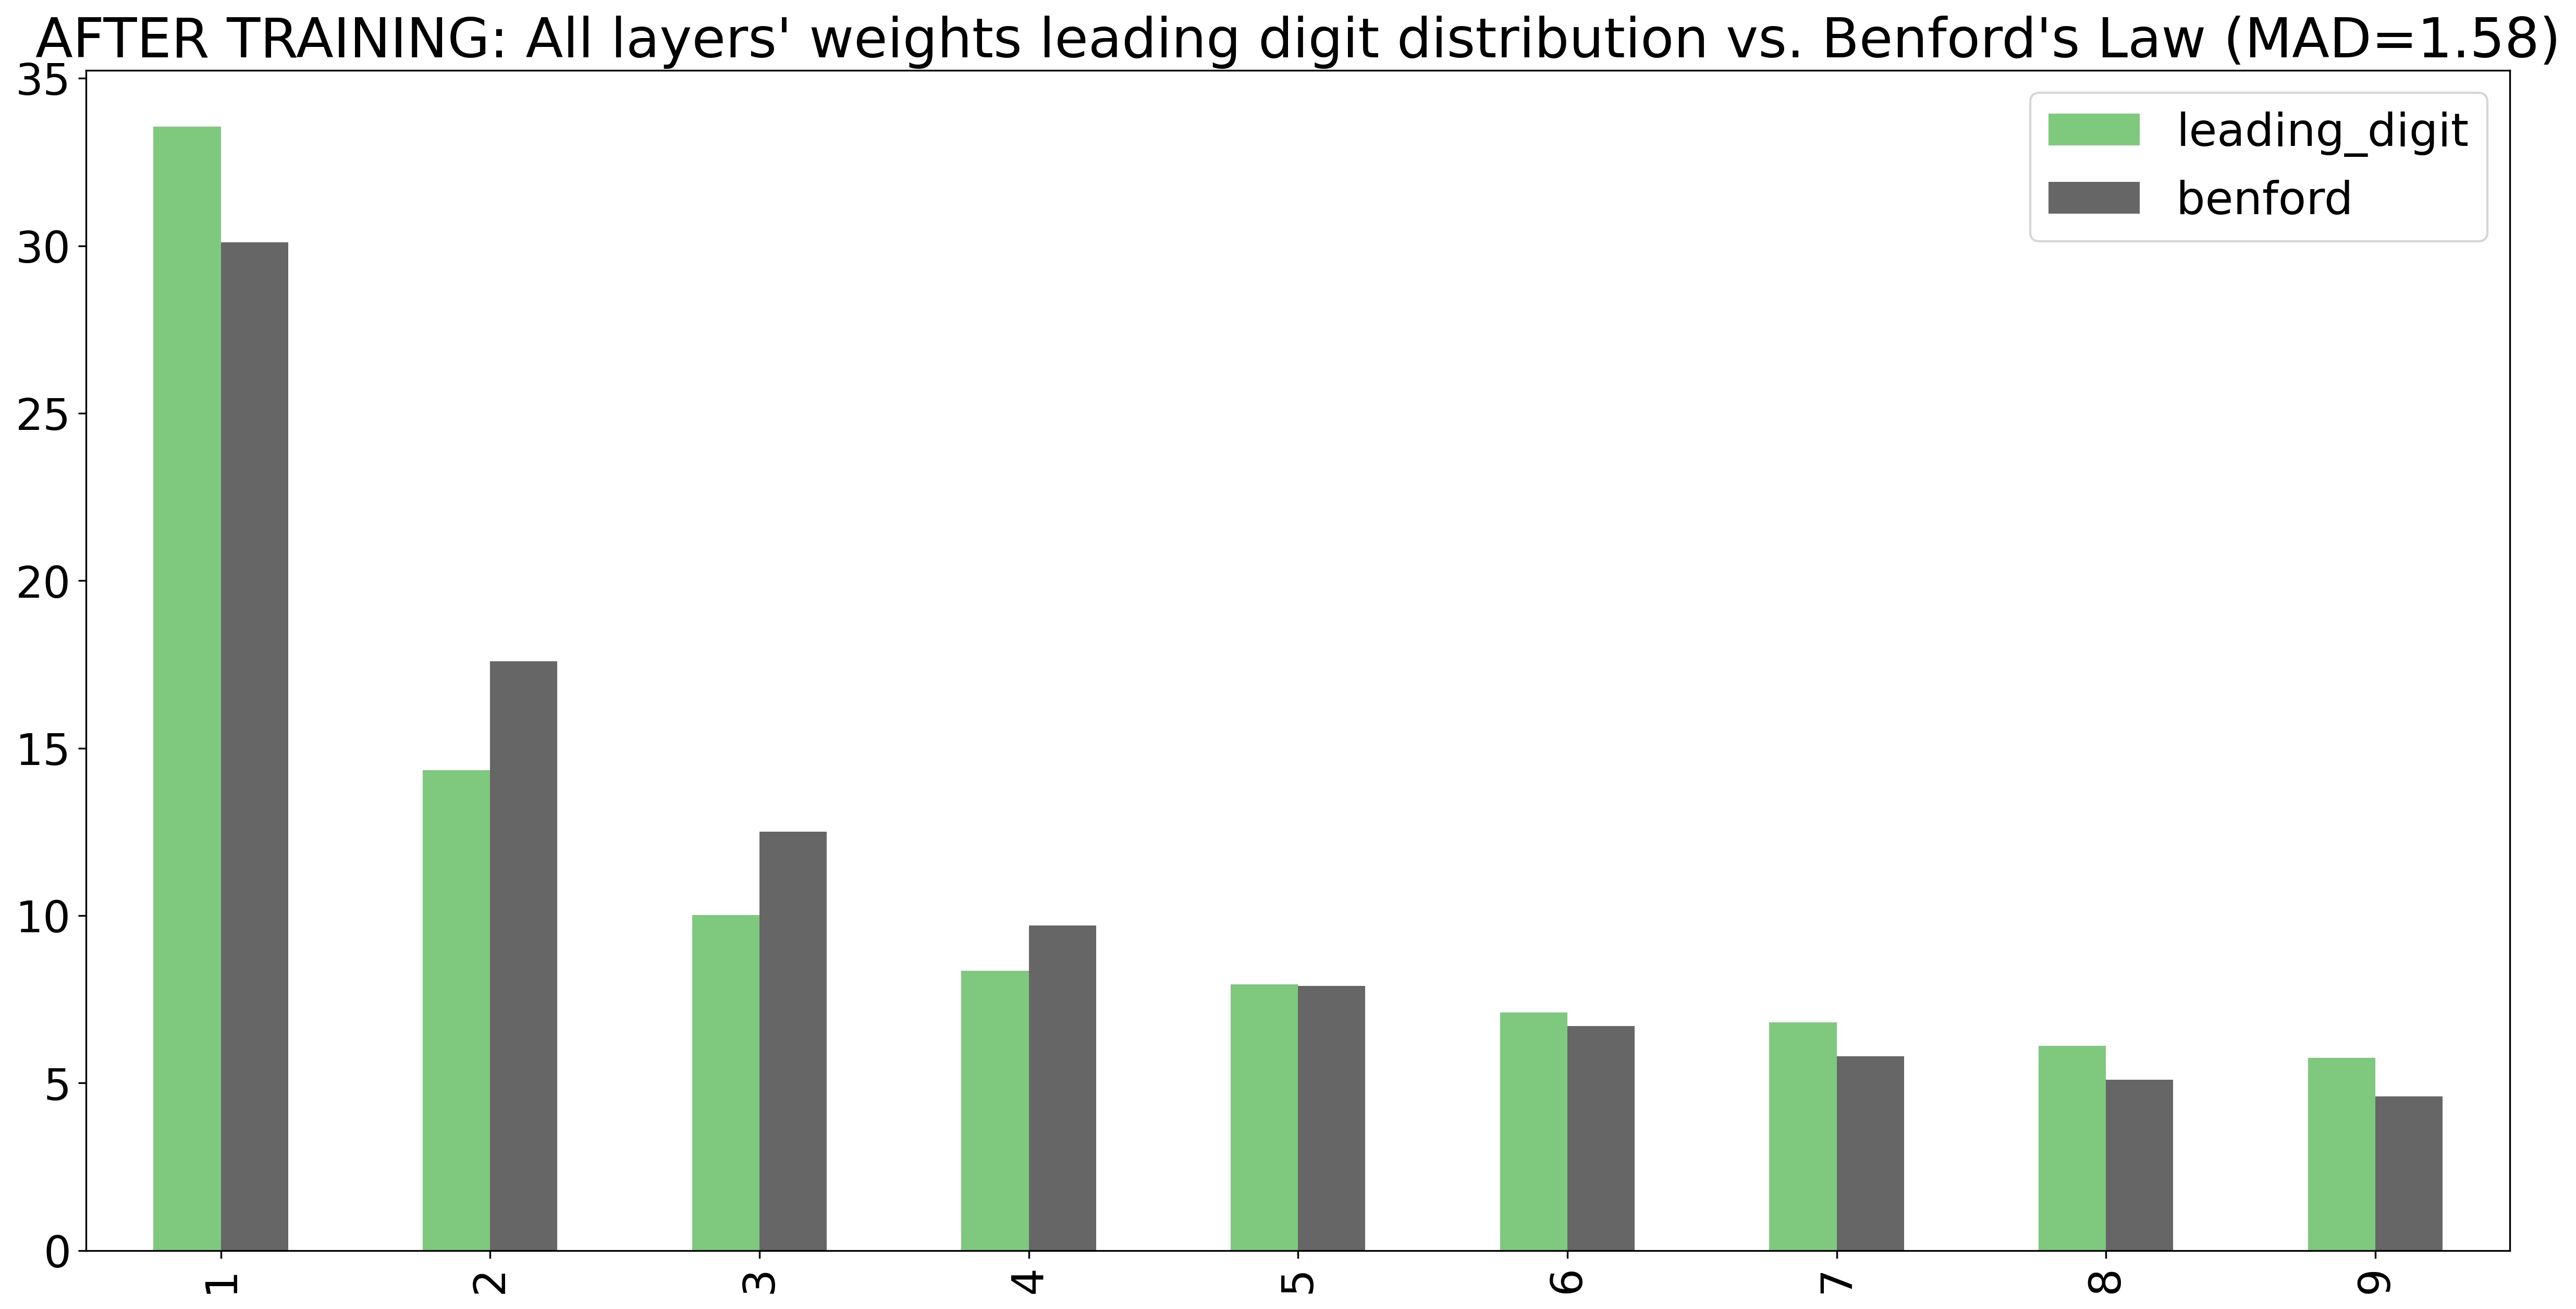 AFTER TRAINING: All layers' weights leading digit distribution vs. Benford's Law (MAD=1.58)
35
30
25
20
15
10
5
0
leading_digit
benford
1 2 3 4 5 6 7 8 9